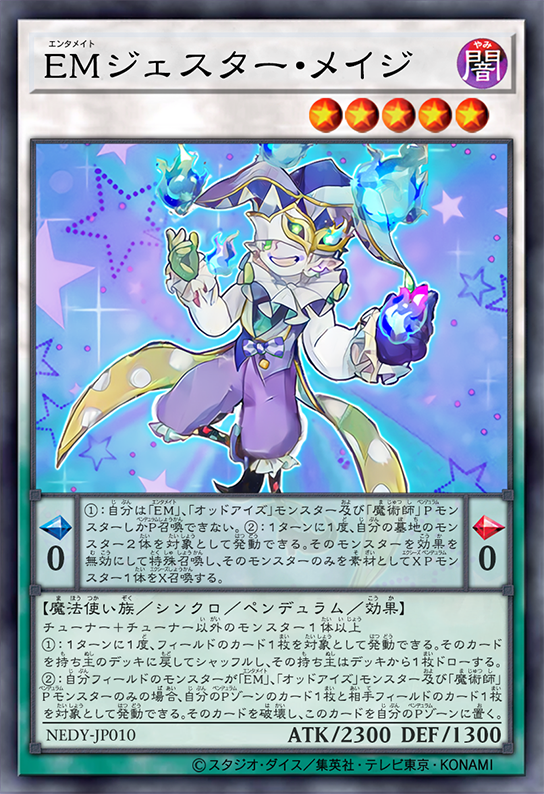 エンタメイト
EMジェスター・メイジ
やみ
闇
①:自分は「EM」、「オッドアイズ」モンスター及び「魔術師」Pモン
スターしかP召喚できない。②:1ターンに1度、自分の墓地のモン
スター2体を対象として発動できる。そのモンスターを効果を
無効にして特殊召喚し、そのモンスターのみを素材としてXPモン
スター1体をX召喚する。
0
0
【魔法使い族/シンクロ/ペンデュラム/効果】
チューナー+チューナー以外のモンスター1体以上
①:1ターンに1度、フィールドのカード1枚を対象として発動できる。そのカード
を持ち主のデッキに戻してシャッフルし、その持ち主はデッキから1枚ドローする。
②:自分フィールドのモンスターが「EM」、「オッドアイズ」モンスター及び「魔術師」
Pモンスターのみの場合、自分のPゾーンのカード1枚と相手フィールドのカード1枚
を対象として発動できる。そのカードを破壊し、このカードを自分のPゾーンに置く。
NEDY-JP010
ATK/2300 DEF/1300
©スタジオ・ダイス/集英社・テレビ東京・KONAMI